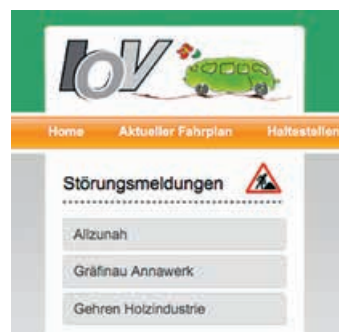 IOV
Home Aktueller Fahrplan Haltestellen
Störungsmeldungen
Allzunah
Gräfinau Annawerk
Gehren Holzindustrie